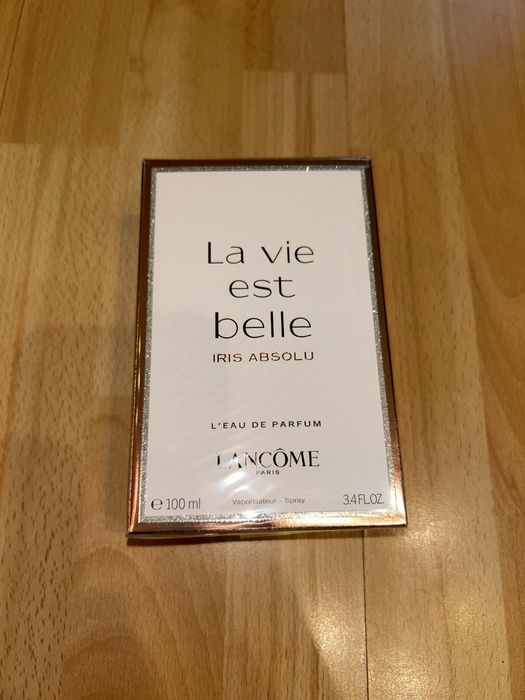 La vie
est
belle
IRIS ABSOLU
L'EAU DE PARFUM
LANCÔME
PARIS
℮ 100 ml Vaporisateur - Spray 3.4 FL.OZ.